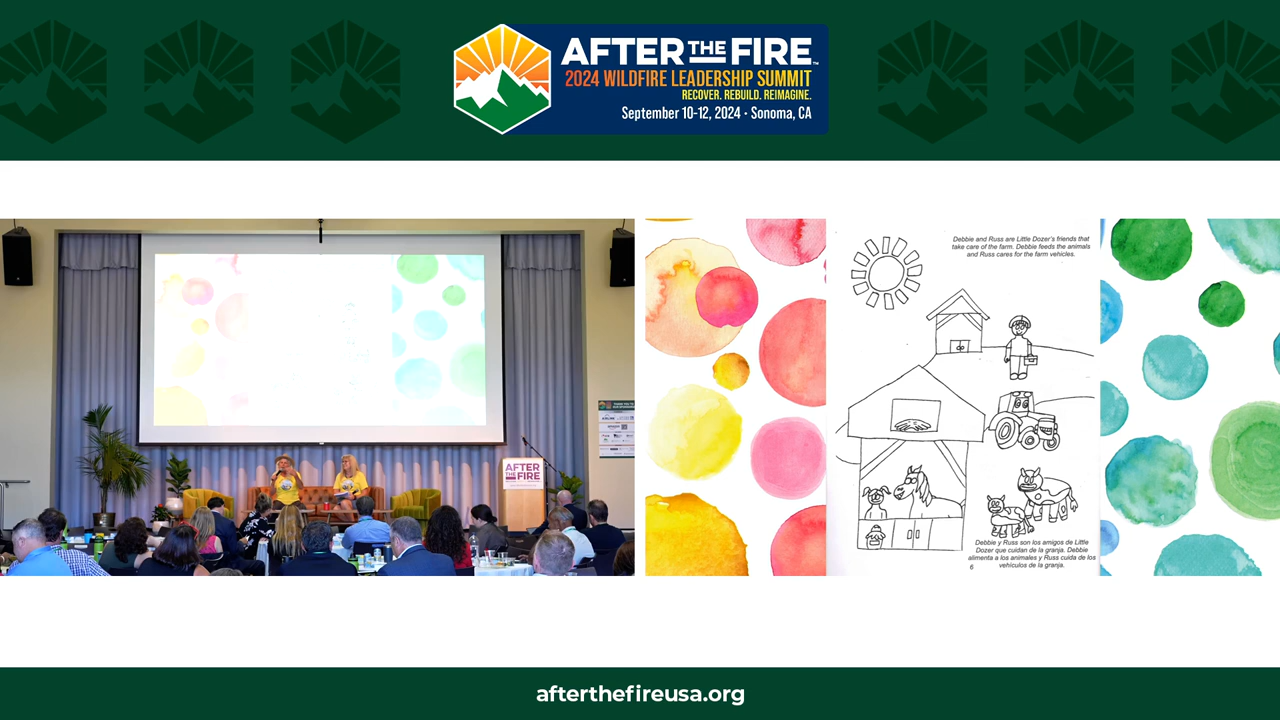 AFTER THE FIRE™
2024 WILDFIRE LEADERSHIP SUMMIT
RECOVER. REBUILD. REIMAGINE.
September 10-12, 2024 · Sonoma, CA
AFTER
THE FIRE
Debbie and Russ are Little Dozer's friends that
take care of the farm. Debbie feeds the animals
and Russ cares for the farm vehicles.
Debbie y Russ son los amigos de Little
Dozer que cuidan de la granja. Debbie
alimenta a los animales y Russ cuida de los
vehículos de la granja.
6
afterthefireusa.org